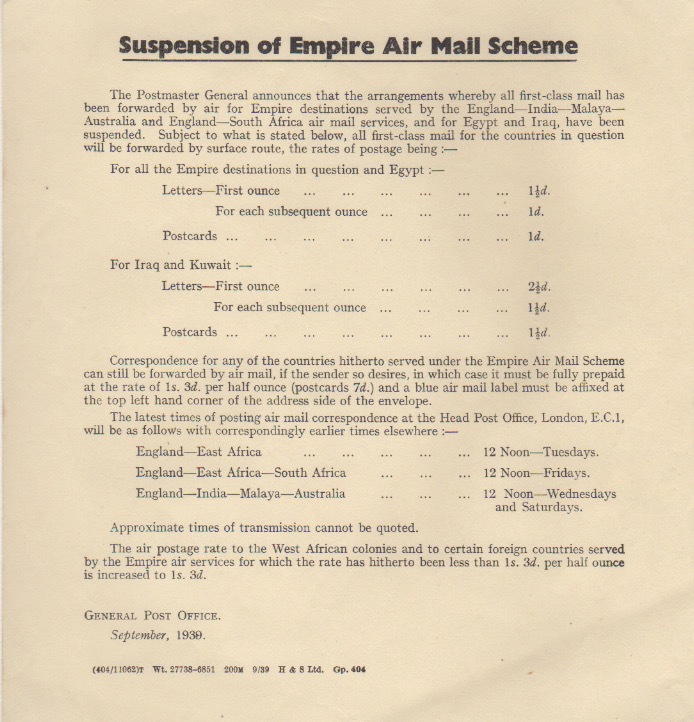 Suspension of Empire Air Mail Scheme
The Postmaster General announces that the arrangements whereby all first-class mail has
been forwarded by air for Empire destinations served by the England—India—Malaya—
Australia and England—South Africa air mail services, and for Egypt and Iraq, have been
suspended. Subject to what is stated below, all first-class mail for the countries in question
will be forwarded by surface route, the rates of postage being :—
For all the Empire destinations in question and Egypt :—
Letters—First ounce ... ... ... ... ... ... 1½d.
For each subsequent ounce ... ... ... ... 1d.
Postcards ... ... ... ... ... ... ... ... 1d.
For Iraq and Kuwait :—
Letters—First ounce ... ... ... ... ... ... 2½d.
For each subsequent ounce ... ... ... ... 1½d.
Postcards ... ... ... ... ... ... ... ... 1½d.
Correspondence for any of the countries hitherto served under the Empire Air Mail Scheme
can still be forwarded by air mail, if the sender so desires, in which case it must be fully prepaid
at the rate of 1s. 3d. per half ounce (postcards 7d.) and a blue air mail label must be affixed at
the top left hand corner of the address side of the envelope.
The latest times of posting air mail correspondence at the Head Post Office, London, E.C.1,
will be as follows with correspondingly earlier times elsewhere :—
England—East Africa ... ... ... ... ... 12 Noon—Tuesdays.
England—East Africa—South Africa ... ... ... 12 Noon—Fridays.
England—India—Malaya—Australia ... ... ... 12 Noon—Wednesdays
and Saturdays.
Approximate times of transmission cannot be quoted.
The air postage rate to the West African colonies and to certain foreign countries served
by the Empire air services for which the rate has hitherto been less than 1s. 3d. per half ounce
is increased to 1s. 3d.
GENERAL POST OFFICE.
September, 1939.
(404/11062)T Wt. 27738-6851 200M 9/39 H & S Ltd. Gp. 404